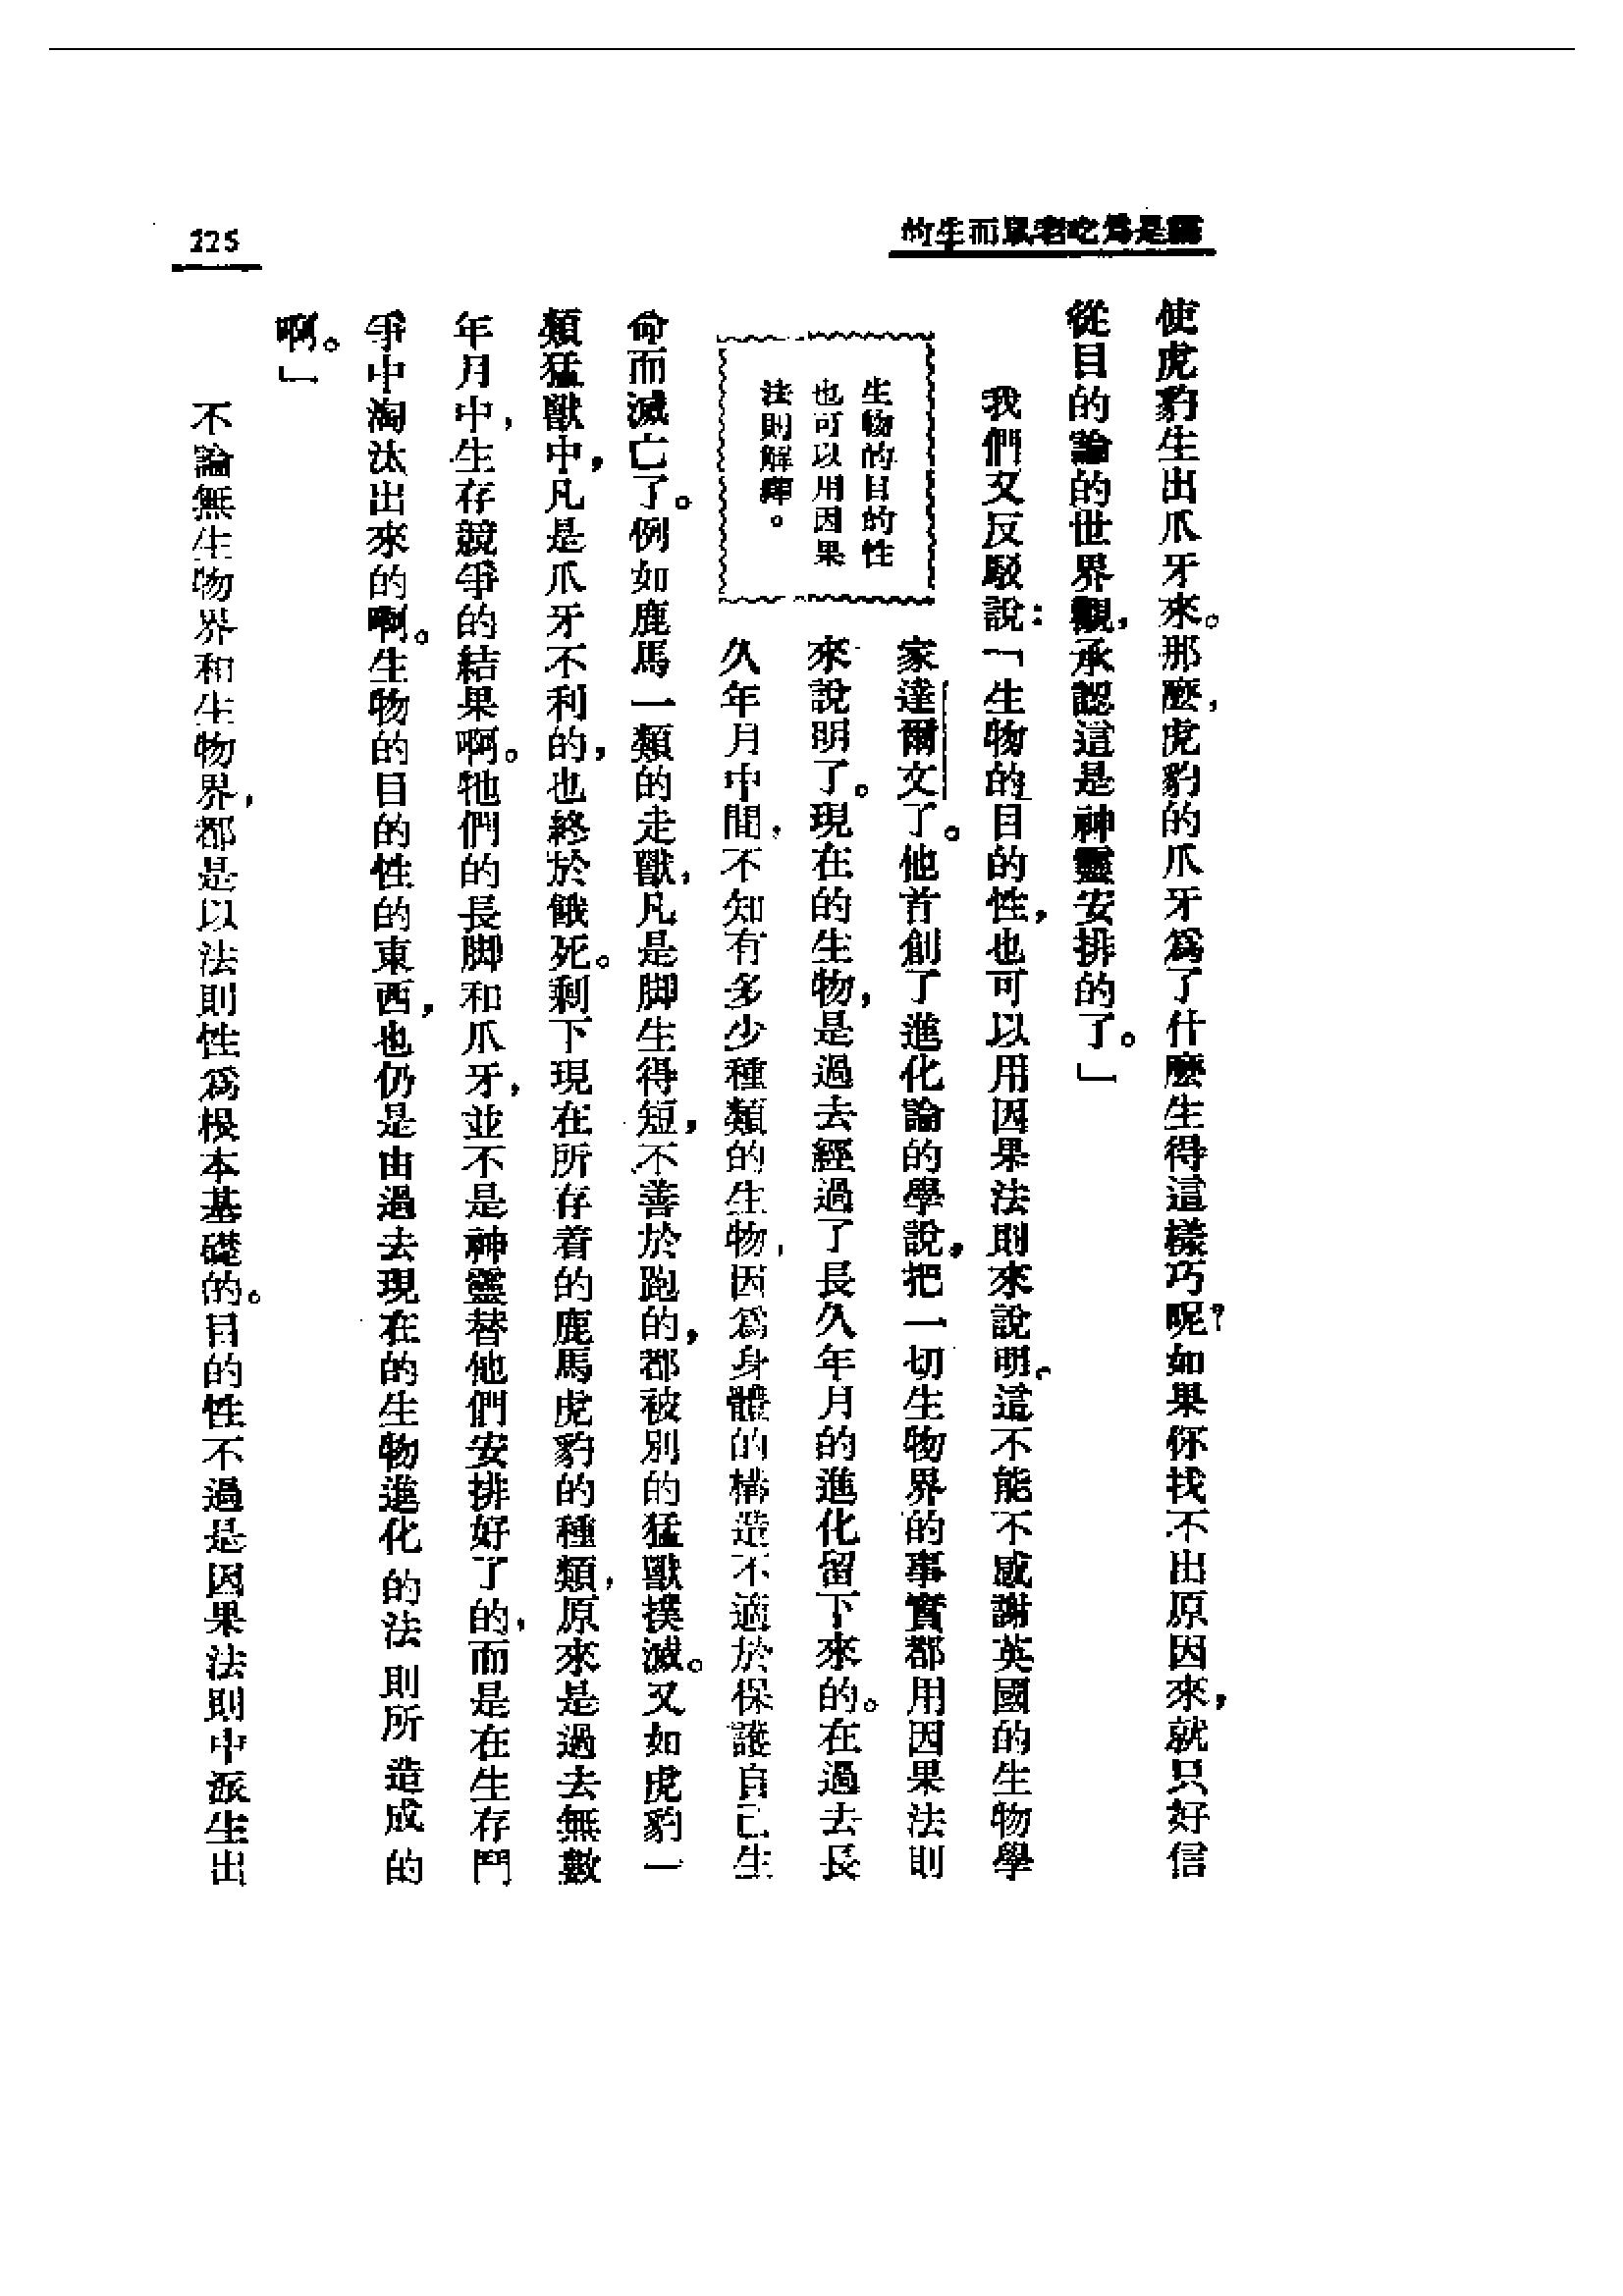 貓是爲吃老鼠而生的
225
使虎豹生出爪牙來。那麼，虎豹的爪牙爲了什麼生得這樣巧呢？如果你找不出原因來，就只好信
從目的論的世界觀，承認這是神靈安排的了。」
我們又反駁說：「生物的目的性，也可以用因果法則來說明。這不能不感謝英國的生物學
家達爾文了。他首創了進化論的學說，把一切生物界的事實都用因果法則
來說明了。現在的生物，是過去經過了長久年月的進化留下來的。在過去長
久年月中間，不知有多少種類的生物，因爲身體的構造不適於保護自己生
生物的目的性
也可以用因果
法則解釋。
命而滅亡了。例如鹿馬一類的走獸，凡是脚生得短，不善於跑的，都被別的猛獸撲滅。又如虎豹一
類猛獸中，凡是爪牙不利的，也終於餓死。剩下現在所存着的鹿馬虎豹的種類，原來是過去無數
年月中，生存競爭的結果啊。牠們的長脚和爪牙，並不是神靈替他們安排好了的，而是在生存鬥
爭中淘汰出來的啊。生物的目的性的東西，也仍是由過去現在的生物進化的法則所造成的
啊。」
不論無生物界和生物界，都是以法則性爲根本基礎的。目的性不過是因果法則中派生出